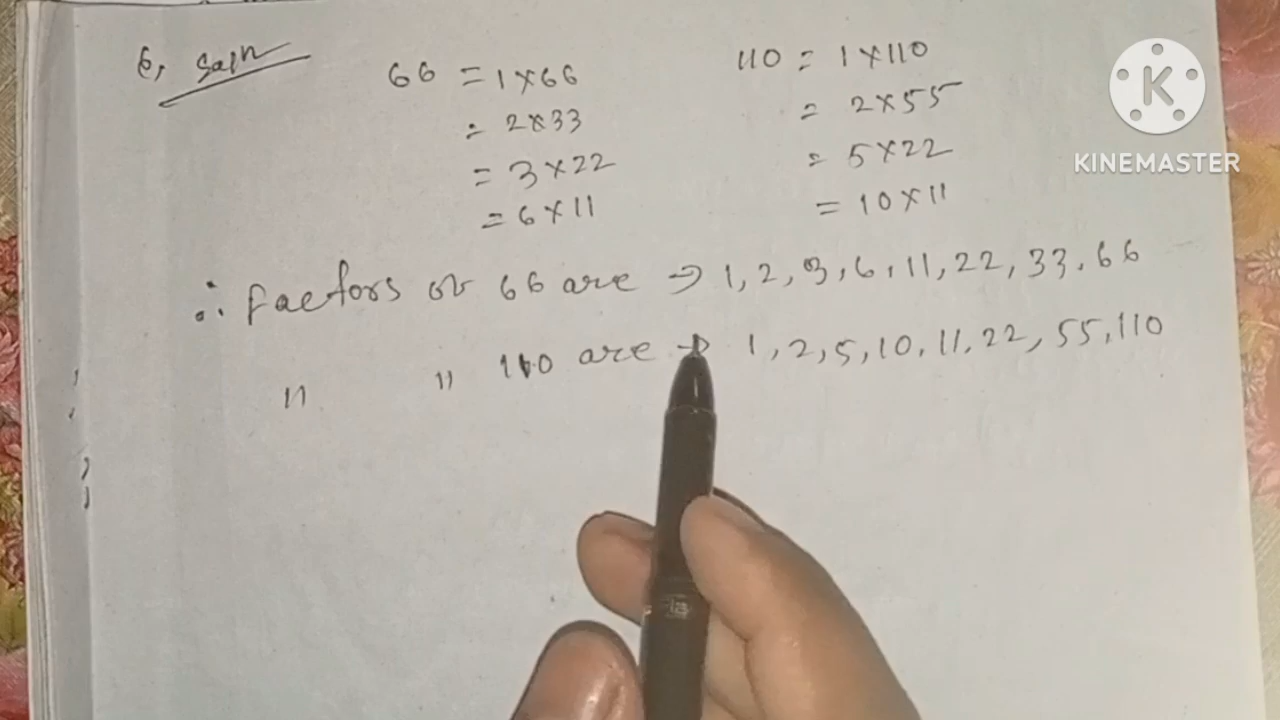 6, Soln
66 = 1×66 110 = 1×110
= 2×33 = 2×55
= 3×22 = 5×22
= 6×11 = 10×11
∴ Factors of 66 are → 1, 2, 3, 6, 11, 22, 33, 66
" " 110 are → 1, 2, 5, 10, 11, 22, 55, 110
K
KINEMASTER